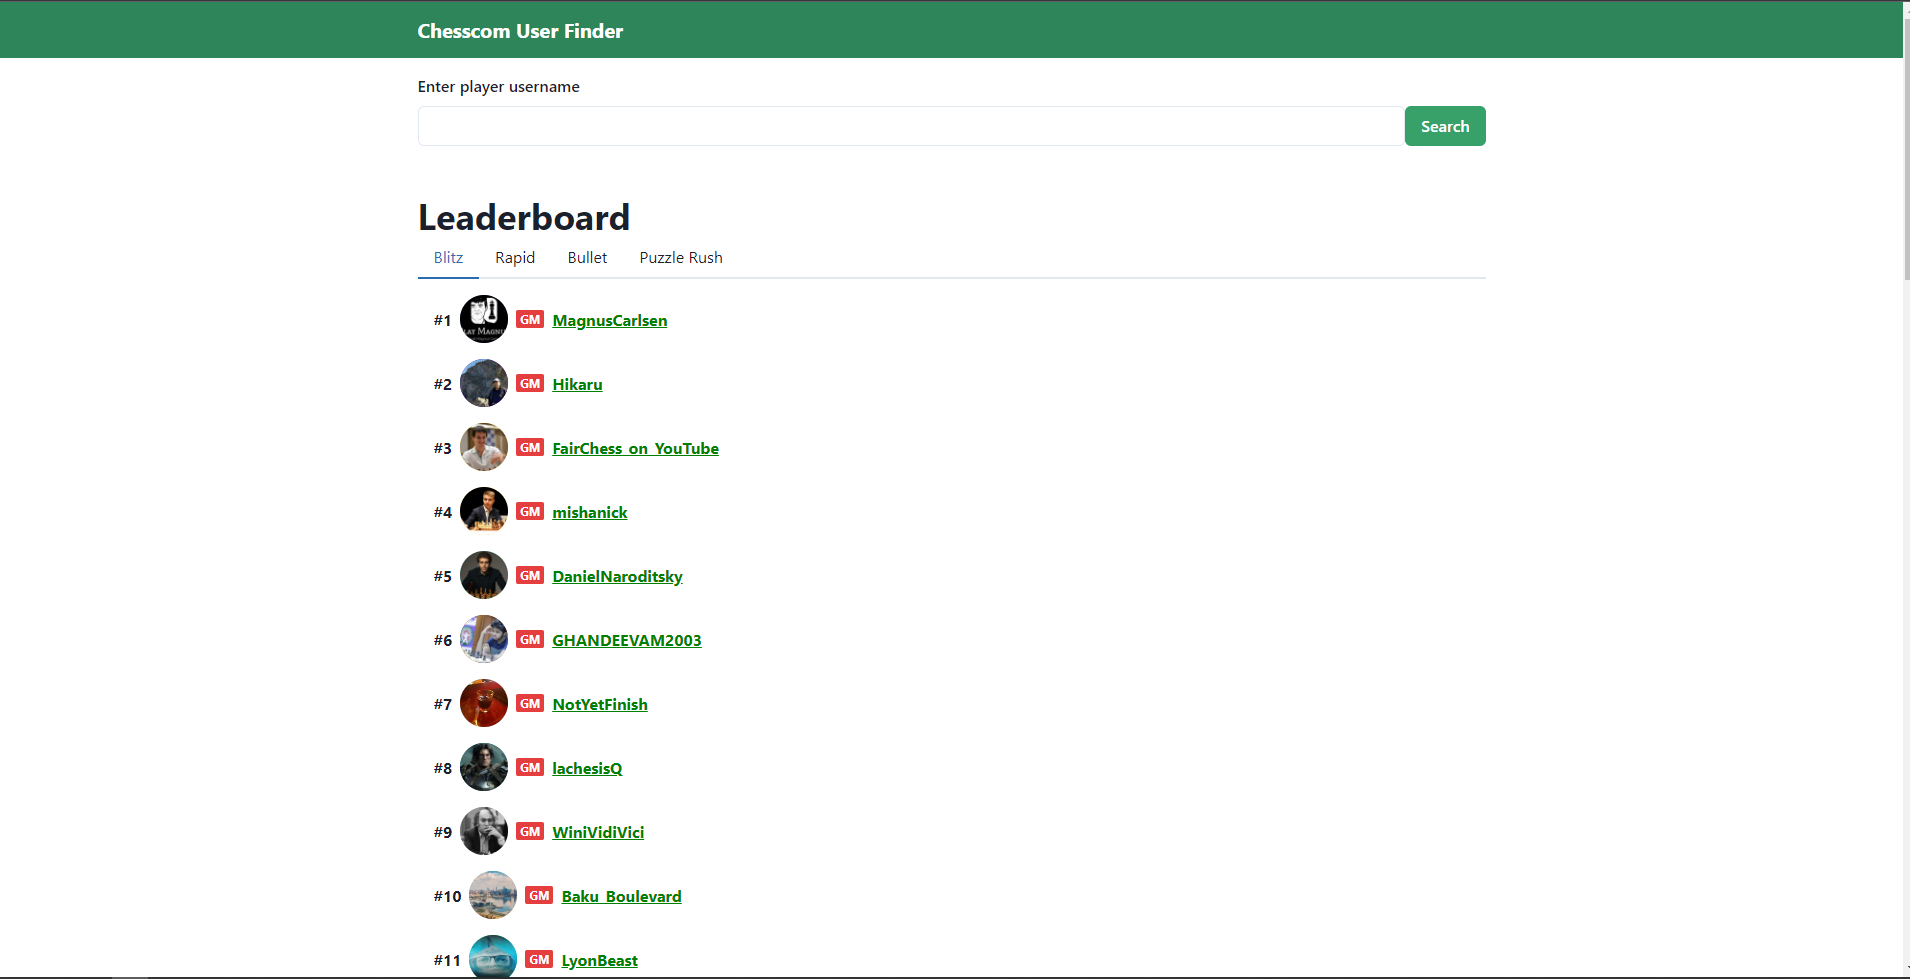 Chesscom User Finder
Enter player username
Search
Leaderboard
Blitz Rapid Bullet Puzzle Rush
#1 GM MagnusCarlsen
#2 GM Hikaru
#3 GM FairChess_on_YouTube
#4 GM mishanick
#5 GM DanielNaroditsky
#6 GM GHANDEEVAM2003
#7 GM NotYetFinish
#8 GM lachesisQ
#9 GM WiniVidiVici
#10 GM Baku_Boulevard
#11 GM LyonBeast